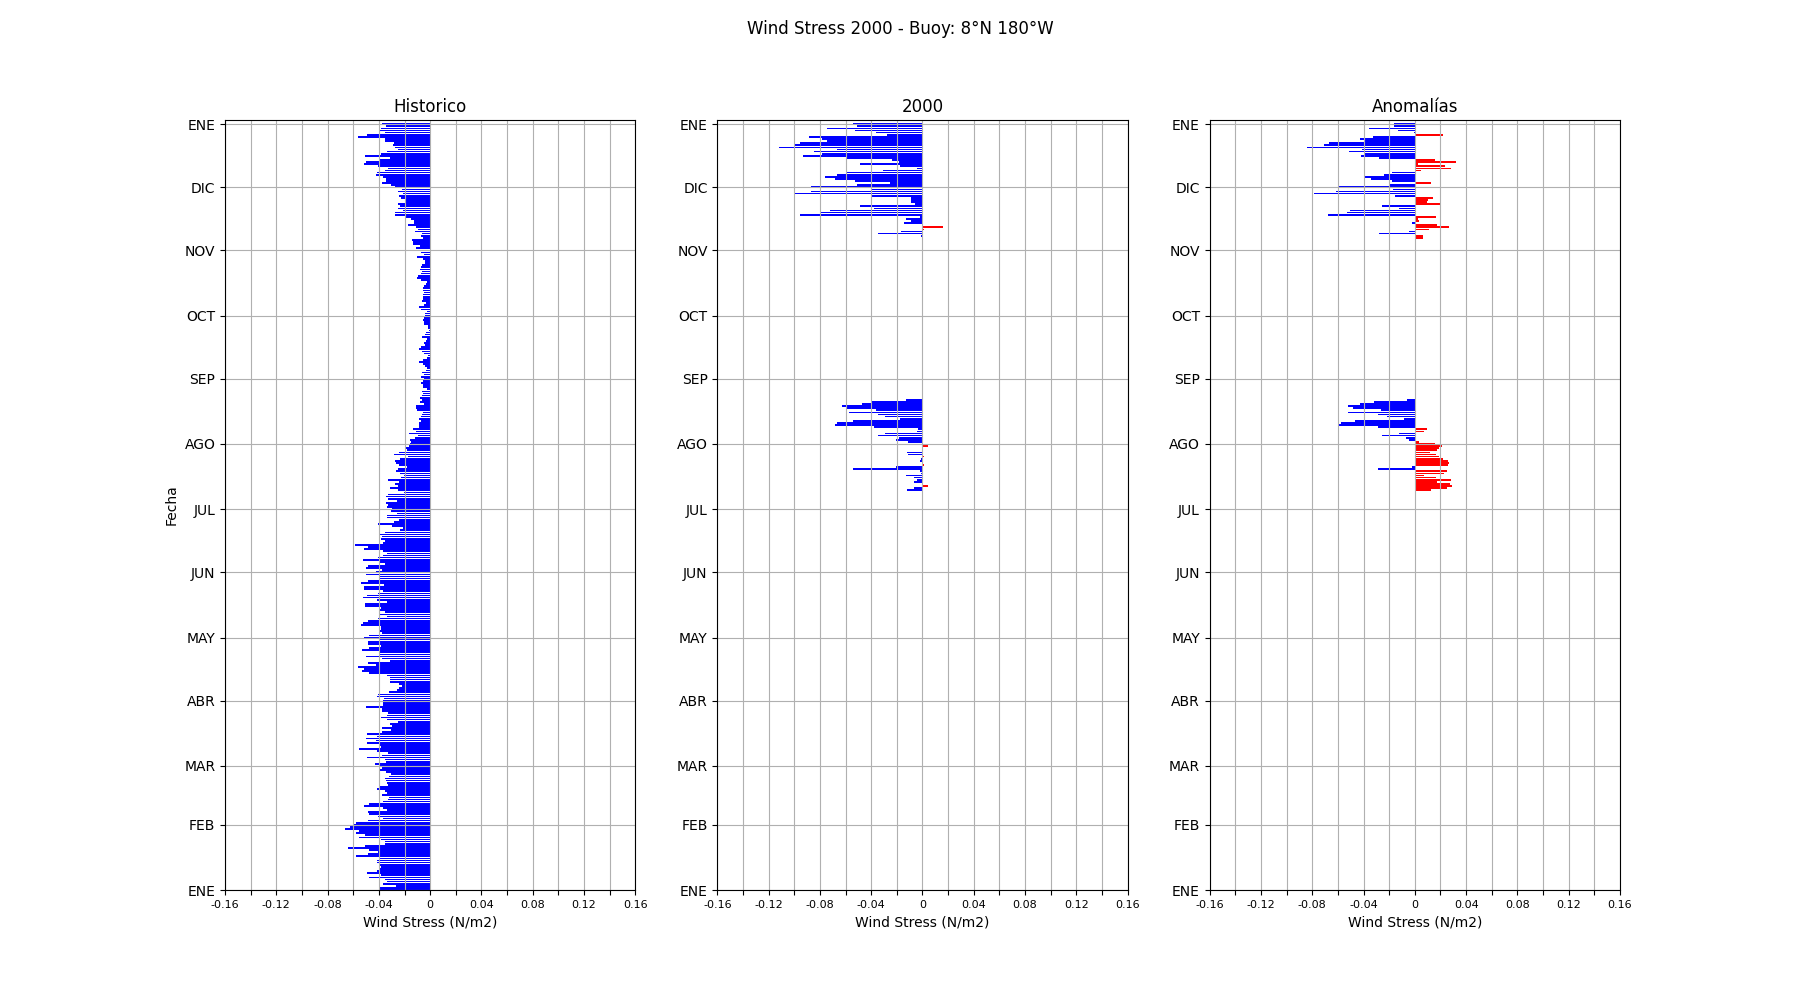 Wind Stress 2000 - Buoy: 8°N 180°W
Historico
2000
Anomalías
Fecha
ENE
DIC
NOV
OCT
SEP
AGO
JUL
JUN
MAY
ABR
MAR
FEB
ENE
-0.16 -0.12 -0.08 -0.04 0 0.04 0.08 0.12 0.16
Wind Stress (N/m2)
ENE
DIC
NOV
OCT
SEP
AGO
JUL
JUN
MAY
ABR
MAR
FEB
ENE
-0.16 -0.12 -0.08 -0.04 0 0.04 0.08 0.12 0.16
Wind Stress (N/m2)
ENE
DIC
NOV
OCT
SEP
AGO
JUL
JUN
MAY
ABR
MAR
FEB
ENE
-0.16 -0.12 -0.08 -0.04 0 0.04 0.08 0.12 0.16
Wind Stress (N/m2)